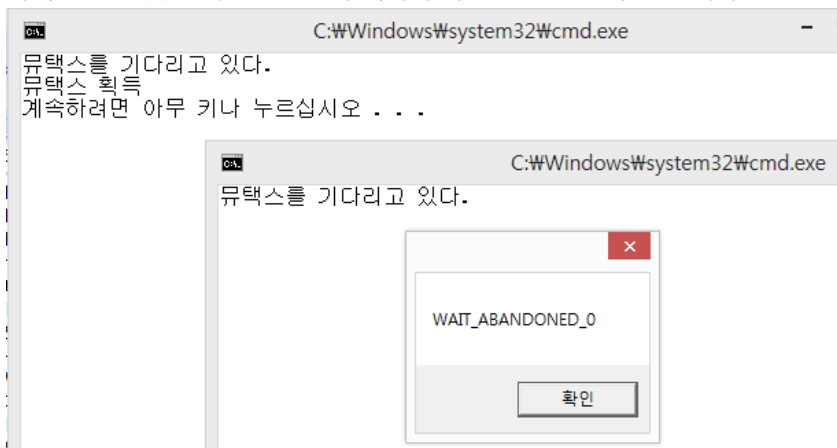 C:\Windows\system32\cmd.exe
뮤택스를 기다리고 있다.
뮤택스 획득
계속하려면 아무 키나 누르십시오 . . .
C:\Windows\system32\cmd.exe
뮤택스를 기다리고 있다.
WAIT_ABANDONED_0
확인